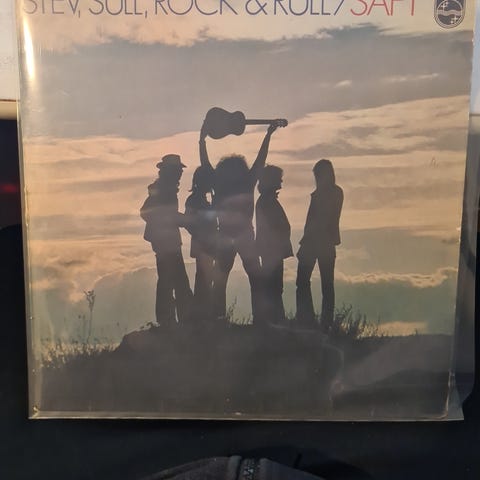 STEV, SULL, ROCK & RULL/SAFT